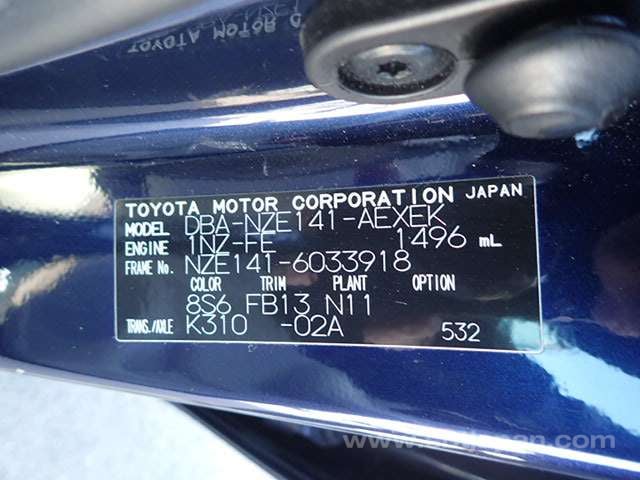 TOYOTA MOTOR CORPORATION JAPAN
MODEL DBA-NZE141-AEXEK
ENGINE 1NZ-FE 1496 mL
FRAME No. NZE141-6033918
COLOR TRIM PLANT OPTION
8S6 FB13 N11
TRANS./AXLE K310 -02A 532